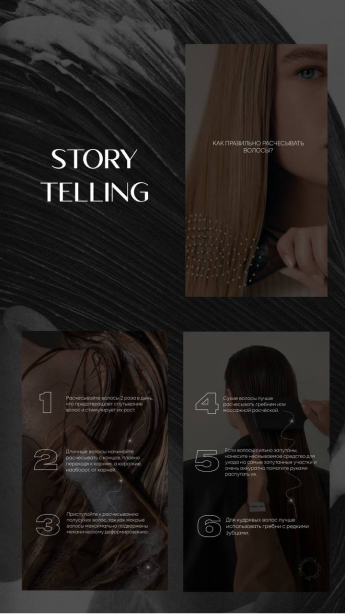 STORY
TELLING
КАК ПРАВИЛЬНО РАСЧЕСЫВАТЬ
ВОЛОСЫ?
1
Расчесывайте волосы 2 раза в день,
что предотвращает спутывание
волос и стимулирует их рост.
2
Длинные волосы начинайте
расчесывать с концов, плавно
переходя к корням, а короткие
наоборот, от корней.
3
Приступайте к расчесыванию
полусухих волос, так как мокрые
волосы максимально подвержены
механическому деформированию.
4
Сухие волосы лучше
расчесывать гребнем или
массажной расческой.
5
Если волосы сильно запутаны,
нанесите несмываемое средство для
ухода на самые запутанные участки и
очень аккуратно помогите руками
распутать их.
6
Для кудрявых волос лучше
использовать гребни с редкими
зубцами.